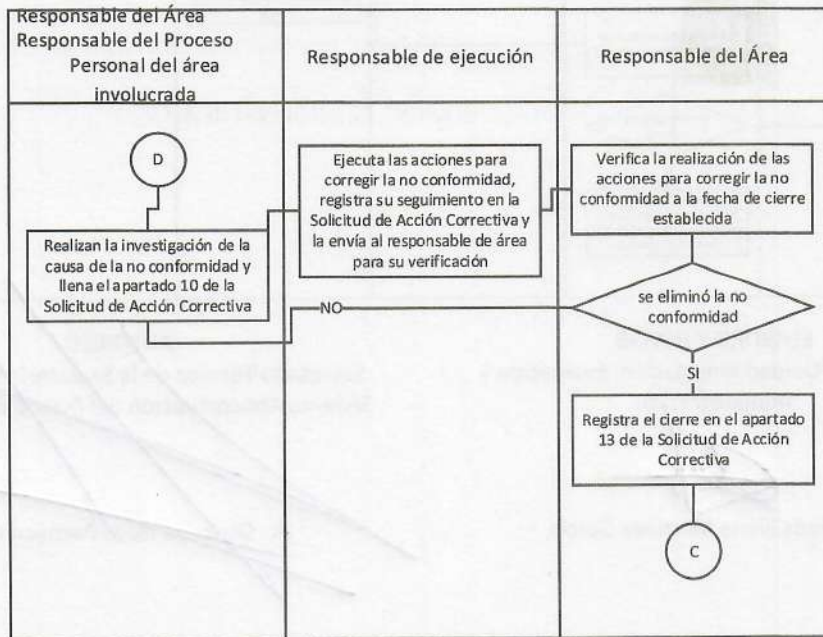 Responsable del Área
Responsable del Proceso
Personal del área
involucrada
Responsable de ejecución
Responsable del Área
D
Realizan la investigación de la
causa de la no conformidad y
llena el apartado 10 de la
Solicitud de Acción Correctiva
Ejecuta las acciones para
corregir la no conformidad,
registra su seguimiento en la
Solicitud de Acción Correctiva y
la envía al responsable de área
para su verificación
Verifica la realización de las
acciones para corregir la no
conformidad a la fecha de cierre
establecida
NO
se eliminó la no
conformidad
SI
Registra el cierre en el apartado
13 de la Solicitud de Acción
Correctiva
C